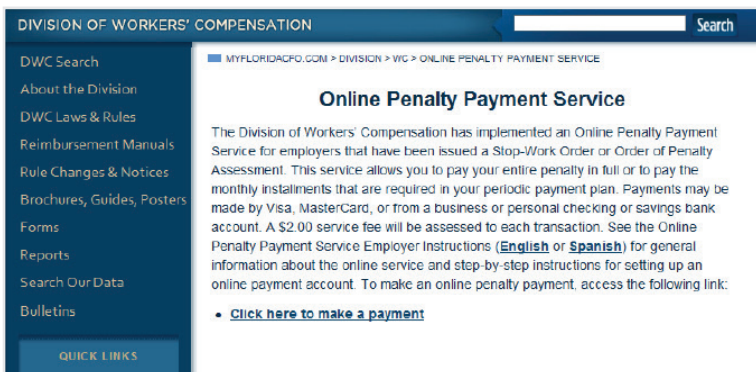 DIVISION OF WORKERS' COMPENSATION
Search
DWC Search
About the Division
DWC Laws & Rules
Reimbursement Manuals
Rule Changes & Notices
Brochures, Guides, Posters
Forms
Reports
Search Our Data
Bulletins
QUICK LINKS
MYFLORIDACFO.COM > DIVISION > WC > ONLINE PENALTY PAYMENT SERVICE
Online Penalty Payment Service
The Division of Workers' Compensation has implemented an Online Penalty Payment
Service for employers that have been issued a Stop-Work Order or Order of Penalty
Assessment. This service allows you to pay your entire penalty in full or to pay the
monthly installments that are required in your periodic payment plan. Payments may be
made by Visa, MasterCard, or from a business or personal checking or savings bank
account. A $2.00 service fee will be assessed to each transaction. See the Online
Penalty Payment Service Employer Instructions (English or Spanish) for general
information about the online service and step-by-step instructions for setting up an
online payment account. To make an online penalty payment, access the following link:
• Click here to make a payment